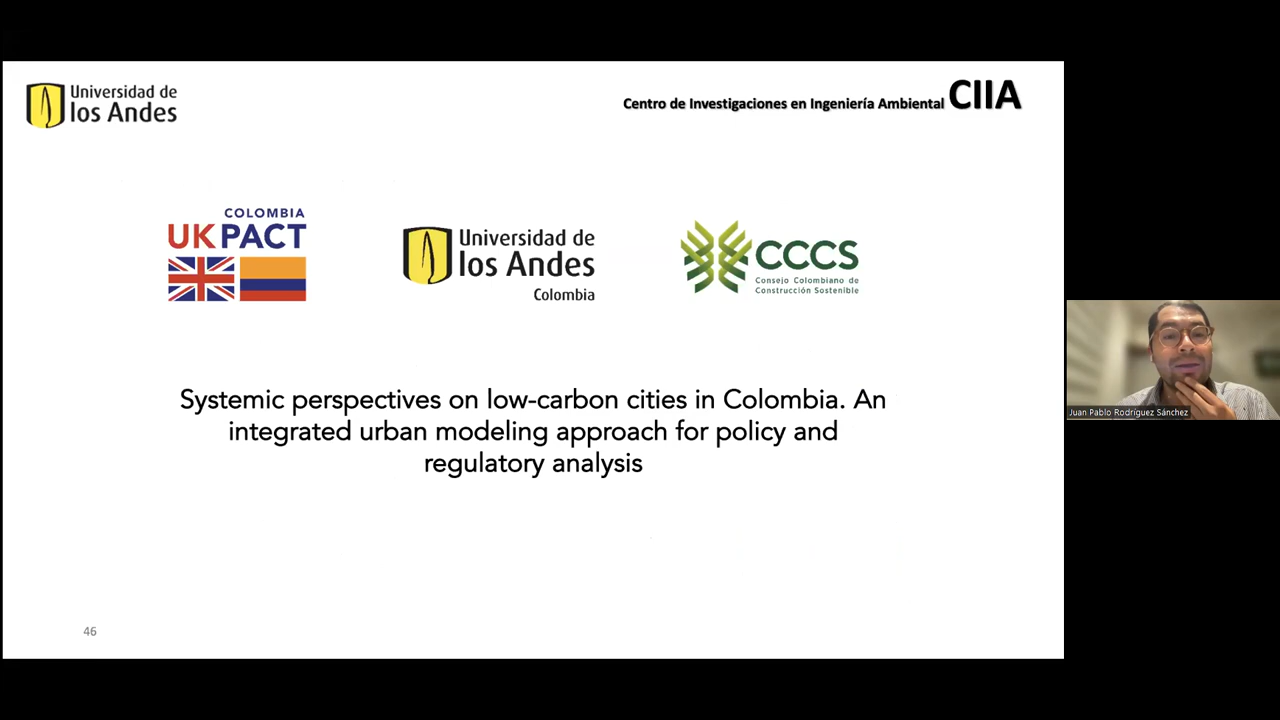 Universidad de
los Andes
Centro de Investigaciones en Ingeniería Ambiental CIIA
COLOMBIA
UK PACT
Universidad de
los Andes
Colombia
CCCS
Consejo Colombiano de
Construcción Sostenible
Systemic perspectives on low-carbon cities in Colombia. An
integrated urban modeling approach for policy and
regulatory analysis
Juan Pablo Rodríguez Sánchez
46